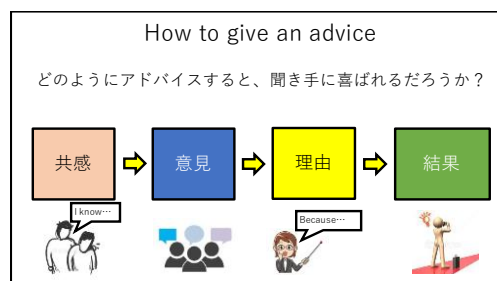 How to give an advice
どのようにアドバイスすると、聞き手に喜ばれるだろうか？
共感
意見
理由
結果
I know…
Because…